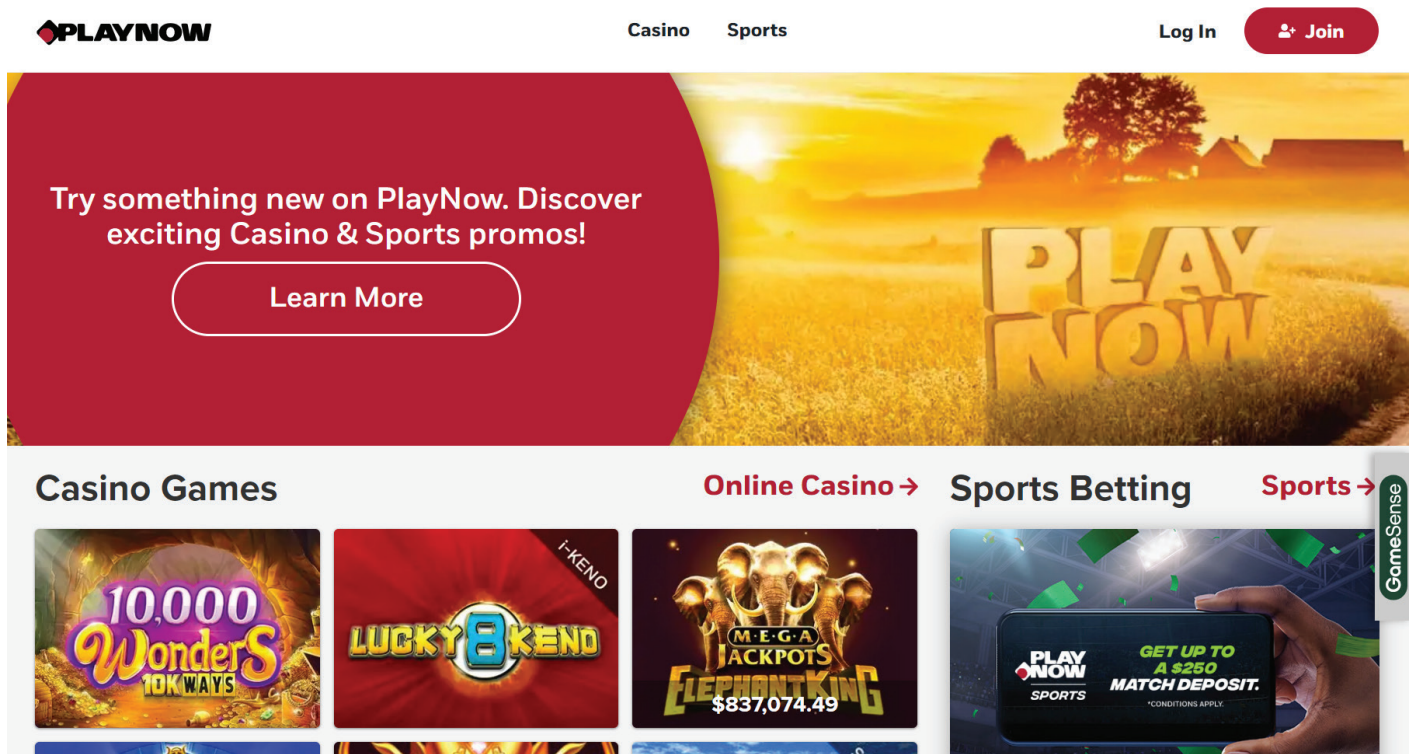 PLAYNOW
Casino
Sports
Log In
Join
Try something new on PlayNow. Discover
exciting Casino & Sports promos!
Learn More
PLAY
NOW
Casino Games
Online Casino →
Sports Betting
Sports →
GameSense
10,000
Wonders
10K WAYS
i-KENO
LUCKY 8 KENO
M·E·G·A
JACKPOTS
ELEPHANT KING
$837,074.49
PLAY
NOW
SPORTS
GET UP TO
A $250
MATCH DEPOSIT.
*CONDITIONS APPLY.